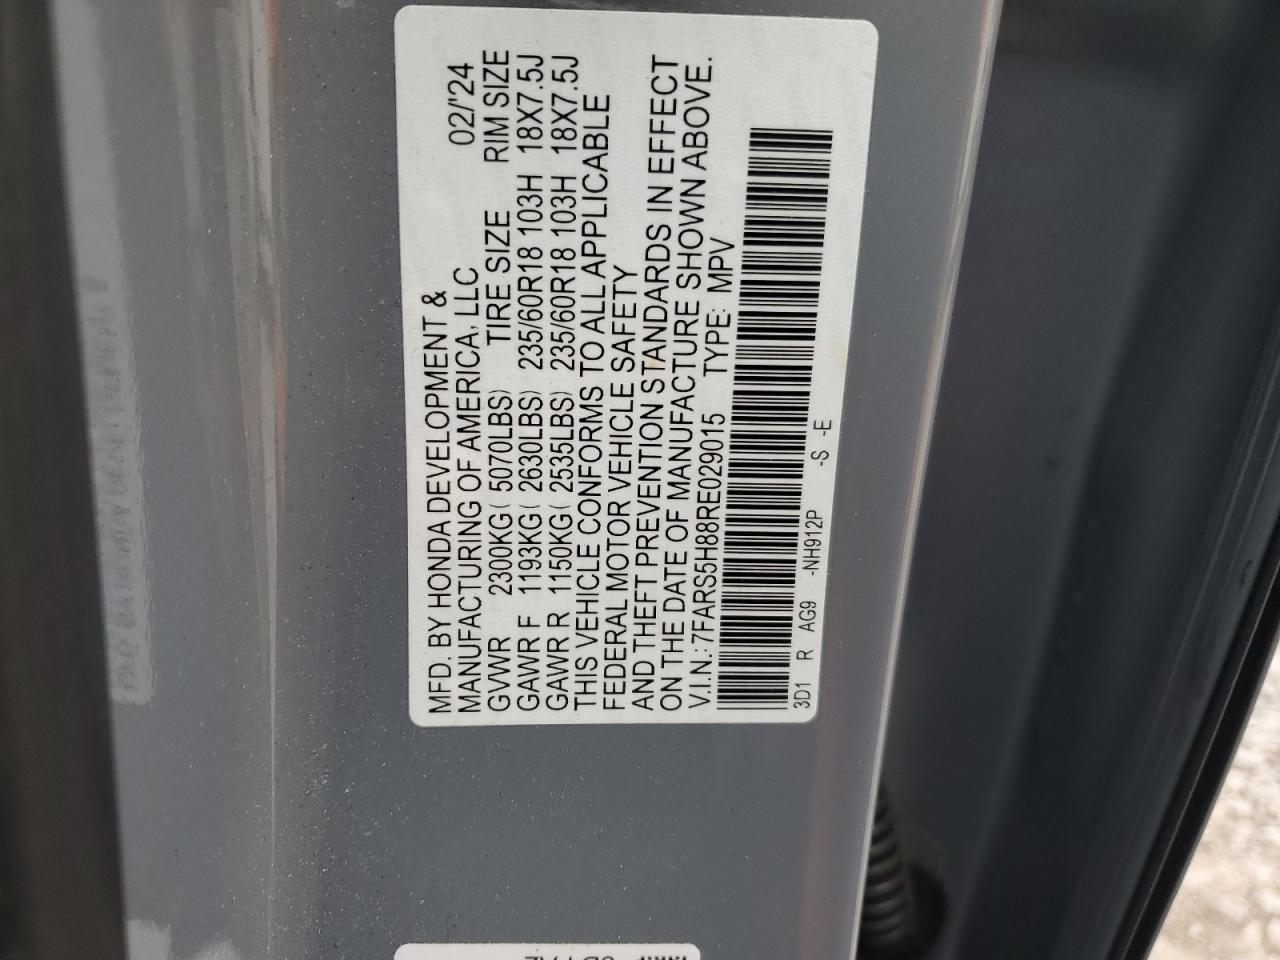 MFD. BY HONDA DEVELOPMENT &
MANUFACTURING OF AMERICA, LLC 02/'24
GVWR 2300KG( 5070LBS) TIRE SIZE RIM SIZE
GAWR F 1193KG( 2630LBS) 235/60R18 103H 18X7.5J
GAWR R 1150KG( 2535LBS) 235/60R18 103H 18X7.5J
THIS VEHICLE CONFORMS TO ALL APPLICABLE
FEDERAL MOTOR VEHICLE SAFETY
AND THEFT PREVENTION STANDARDS IN EFFECT
ON THE DATE OF MANUFACTURE SHOWN ABOVE.
V.I.N.: 7FARS5H88RE029015 TYPE: MPV
3D1 R AG9 -NH912P -S -E